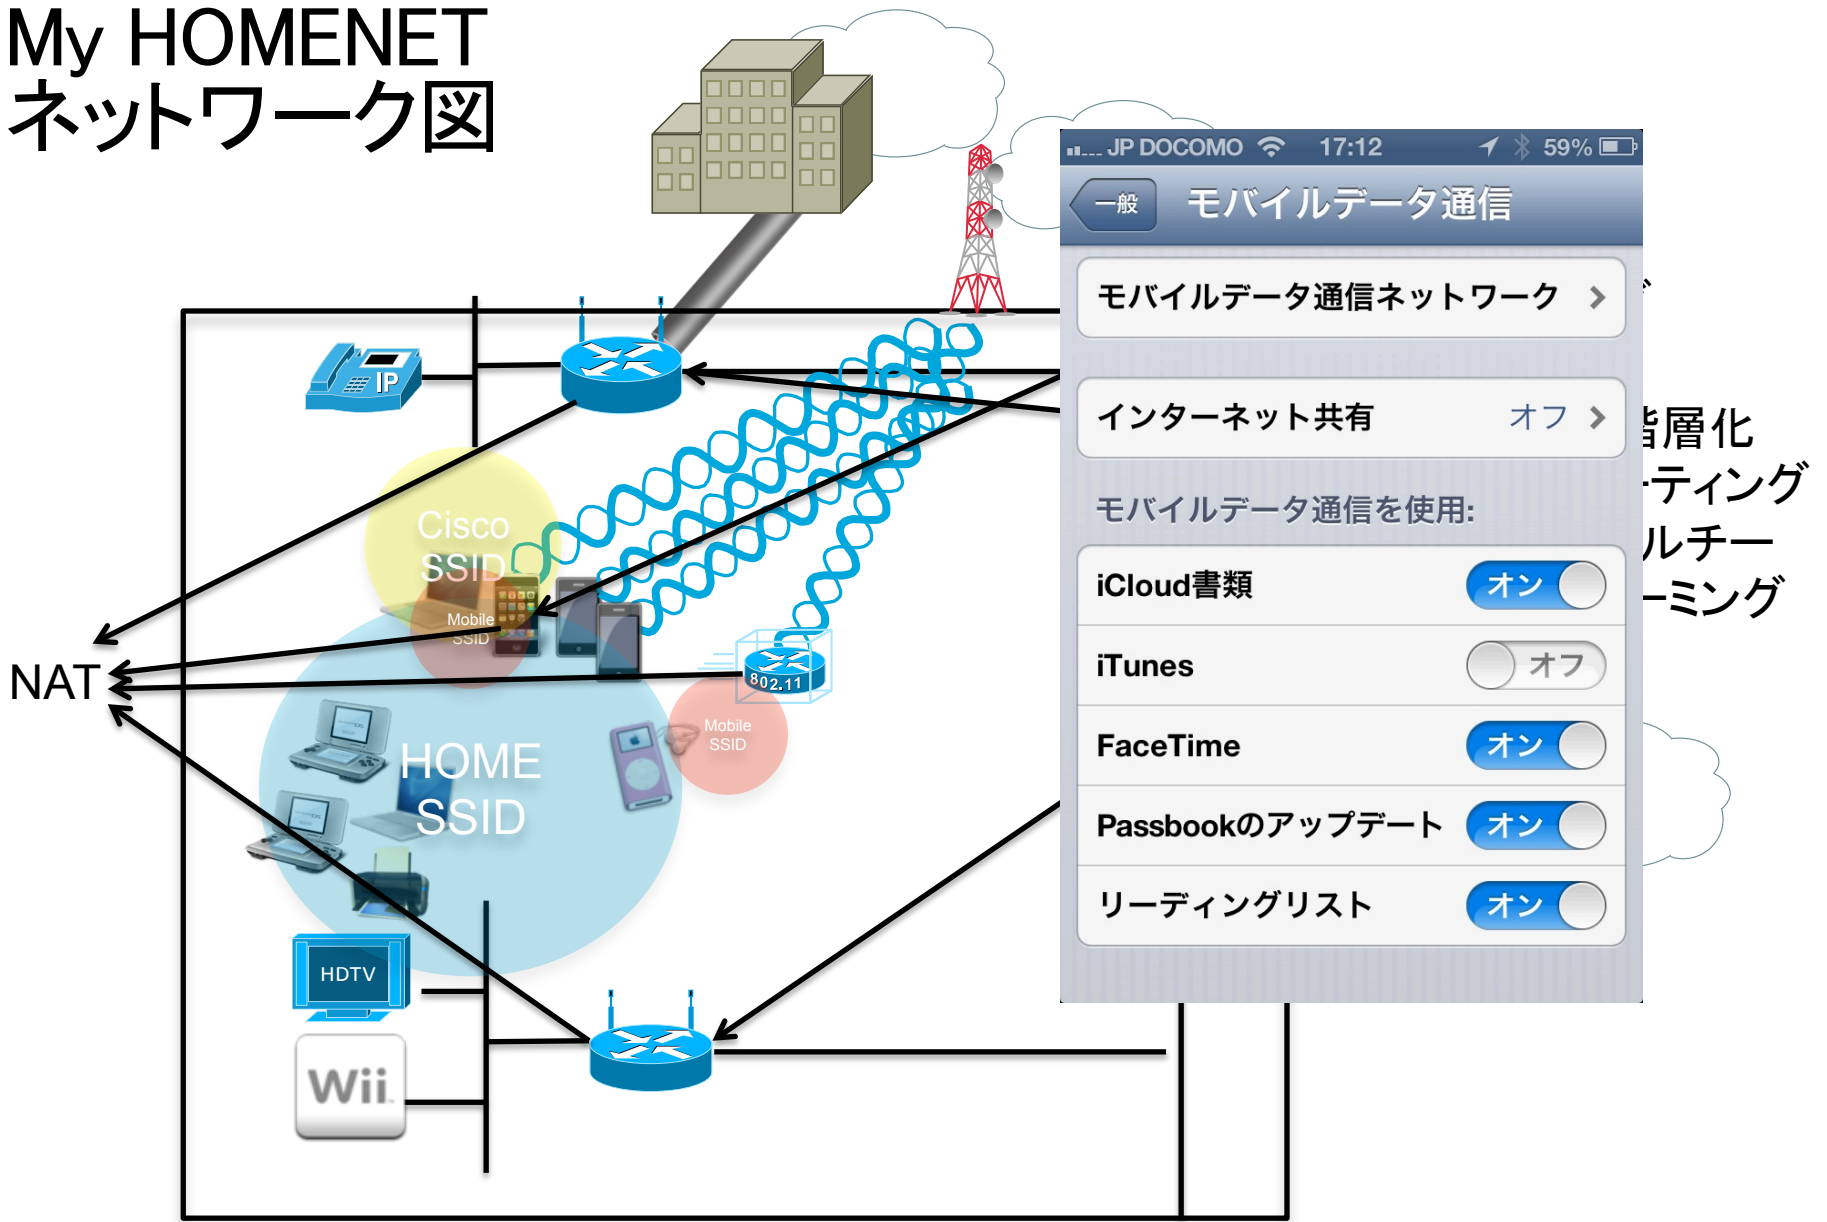 My HOMENET
ネットワーク図
JP DOCOMO 17:12 59%
一般 モバイルデータ通信
モバイルデータ通信ネットワーク
インターネット共有 オフ
モバイルデータ通信を使用:
iCloud書類 オン
iTunes オフ
FaceTime オン
Passbookのアップデート オン
リーディングリスト オン
階層化
ーティング
ルチー
ーミング
IP
Cisco
SSID
Mobile
SSID
802.11
NAT
Mobile
SSID
HOME
SSID
HDTV
Wii